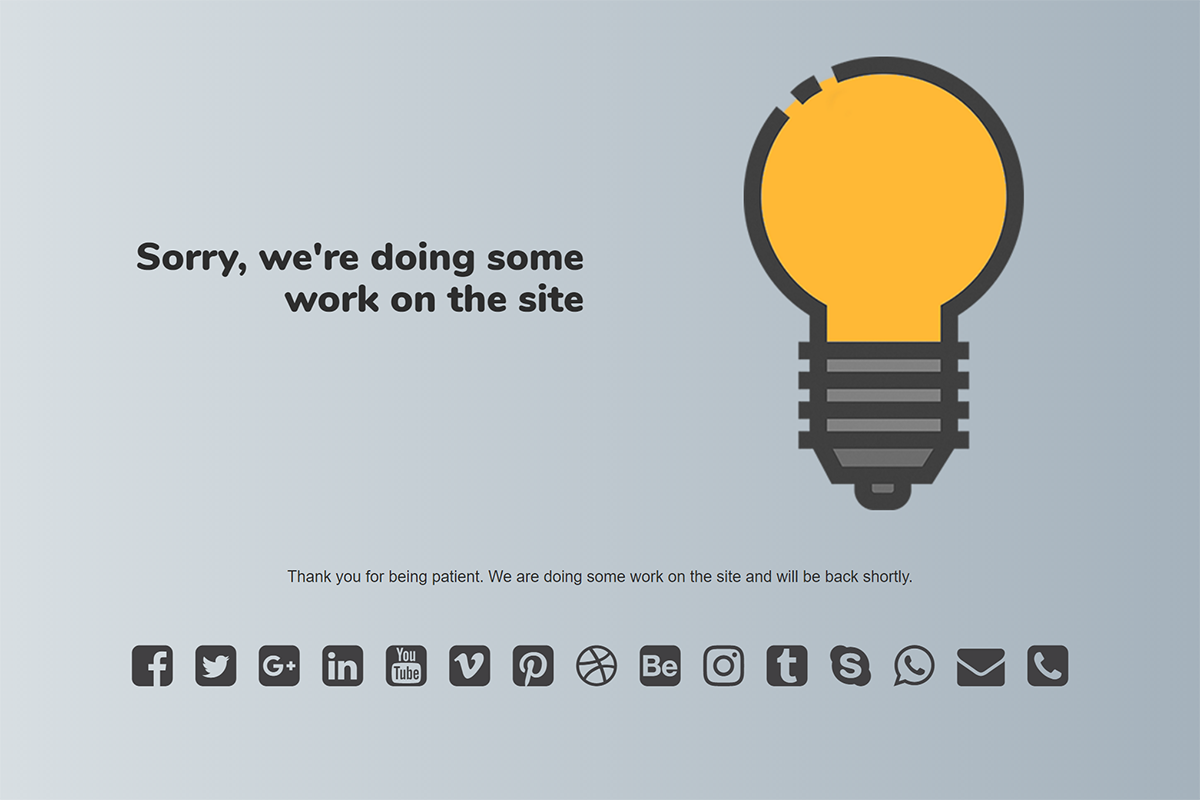 Sorry, we're doing some
work on the site
Thank you for being patient. We are doing some work on the site and will be back shortly.
f G+ in You Tube v p Be t S